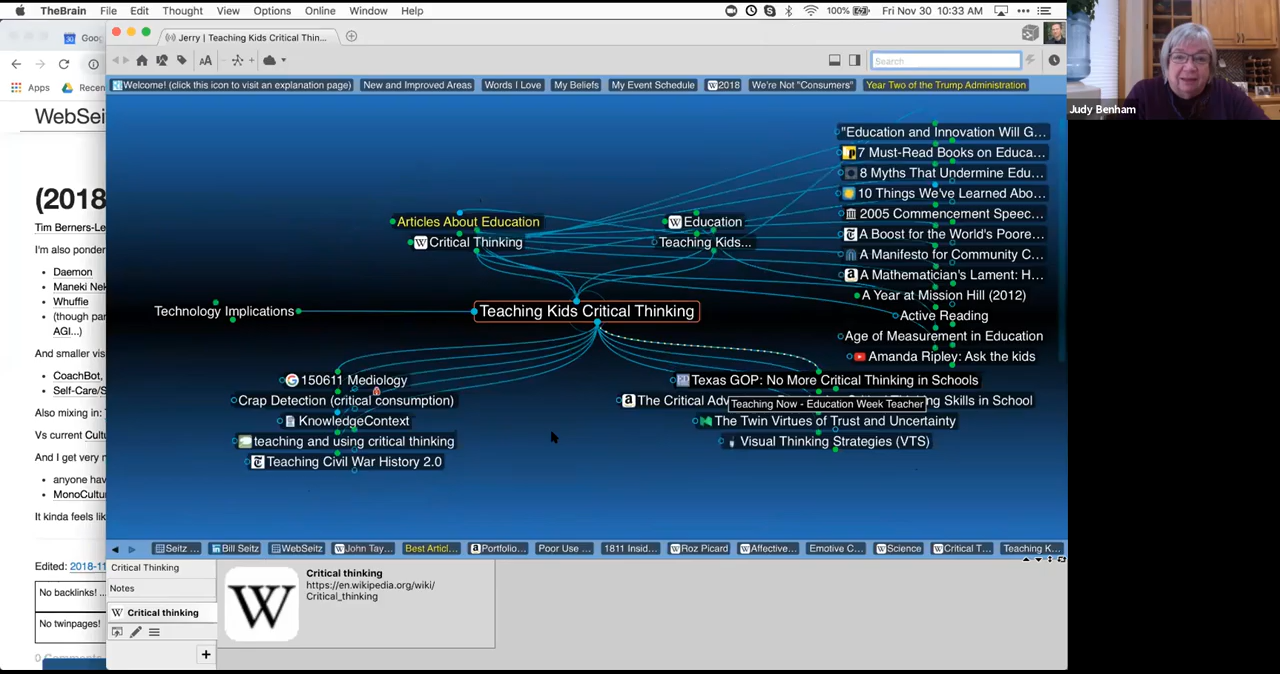 TheBrain File Edit Thought View Options Online Window Help 100% Fri Nov 30 10:33 AM
Goo
Jerry | Teaching Kids Critical Thin...
Apps Recen
AA
Search
Welcome! (click this icon to visit an explanation page) New and Improved Areas Words I Love My Beliefs My Event Schedule 2018 We're Not "Consumers" Year Two of the Trump Administration
Judy Benham
WebSei
(2018
Tim Berners-Le
I'm also ponder
Daemon
Maneki Nek
Whuffie
(though par
AGI...)
And smaller vis
CoachBot,
Self-Care/S
Also mixing in:
Vs current Cultu
And I get very n
anyone hav
MonoCultu
It kinda feels lik
Edited: 2018-11
No backlinks! ..
No twinpages!
0 Comments
"Education and Innovation Will G...
7 Must-Read Books on Educa...
8 Myths That Undermine Edu...
10 Things We've Learned Abo...
2005 Commencement Speec...
A Boost for the World's Poore...
A Manifesto for Community C...
A Mathematician's Lament: H...
A Year at Mission Hill (2012)
Active Reading
Age of Measurement in Education
Amanda Ripley: Ask the kids
Articles About Education
W Critical Thinking
W Education
Teaching Kids...
Technology Implications
Teaching Kids Critical Thinking
150611 Mediology
Crap Detection (critical consumption)
KnowledgeContext
teaching and using critical thinking
Teaching Civil War History 2.0
Texas GOP: No More Critical Thinking in Schools
The Critical Adv
Thinking Skills in School
Teaching Now - Education Week Teacher
The Twin Virtues of Trust and Uncertainty
Visual Thinking Strategies (VTS)
Seitz ... Bill Seitz WebSeitz John Tay... Best Articl... Portfolio... Poor Use ... 1811 Insid... Roz Picard Affective... Emotive C... Science Critical T... Teaching K...
Critical Thinking
Notes
W Critical thinking
W
Critical thinking
https://en.wikipedia.org/wiki/
Critical_thinking